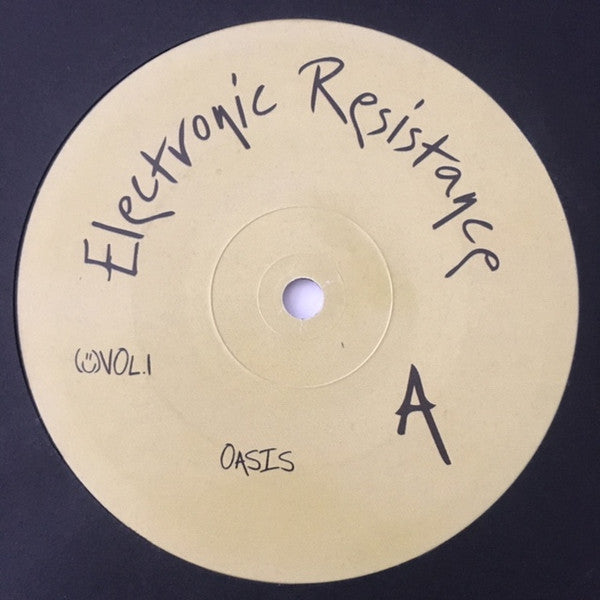 Electronic Resistance
(ü)VOL.1
A
OASIS